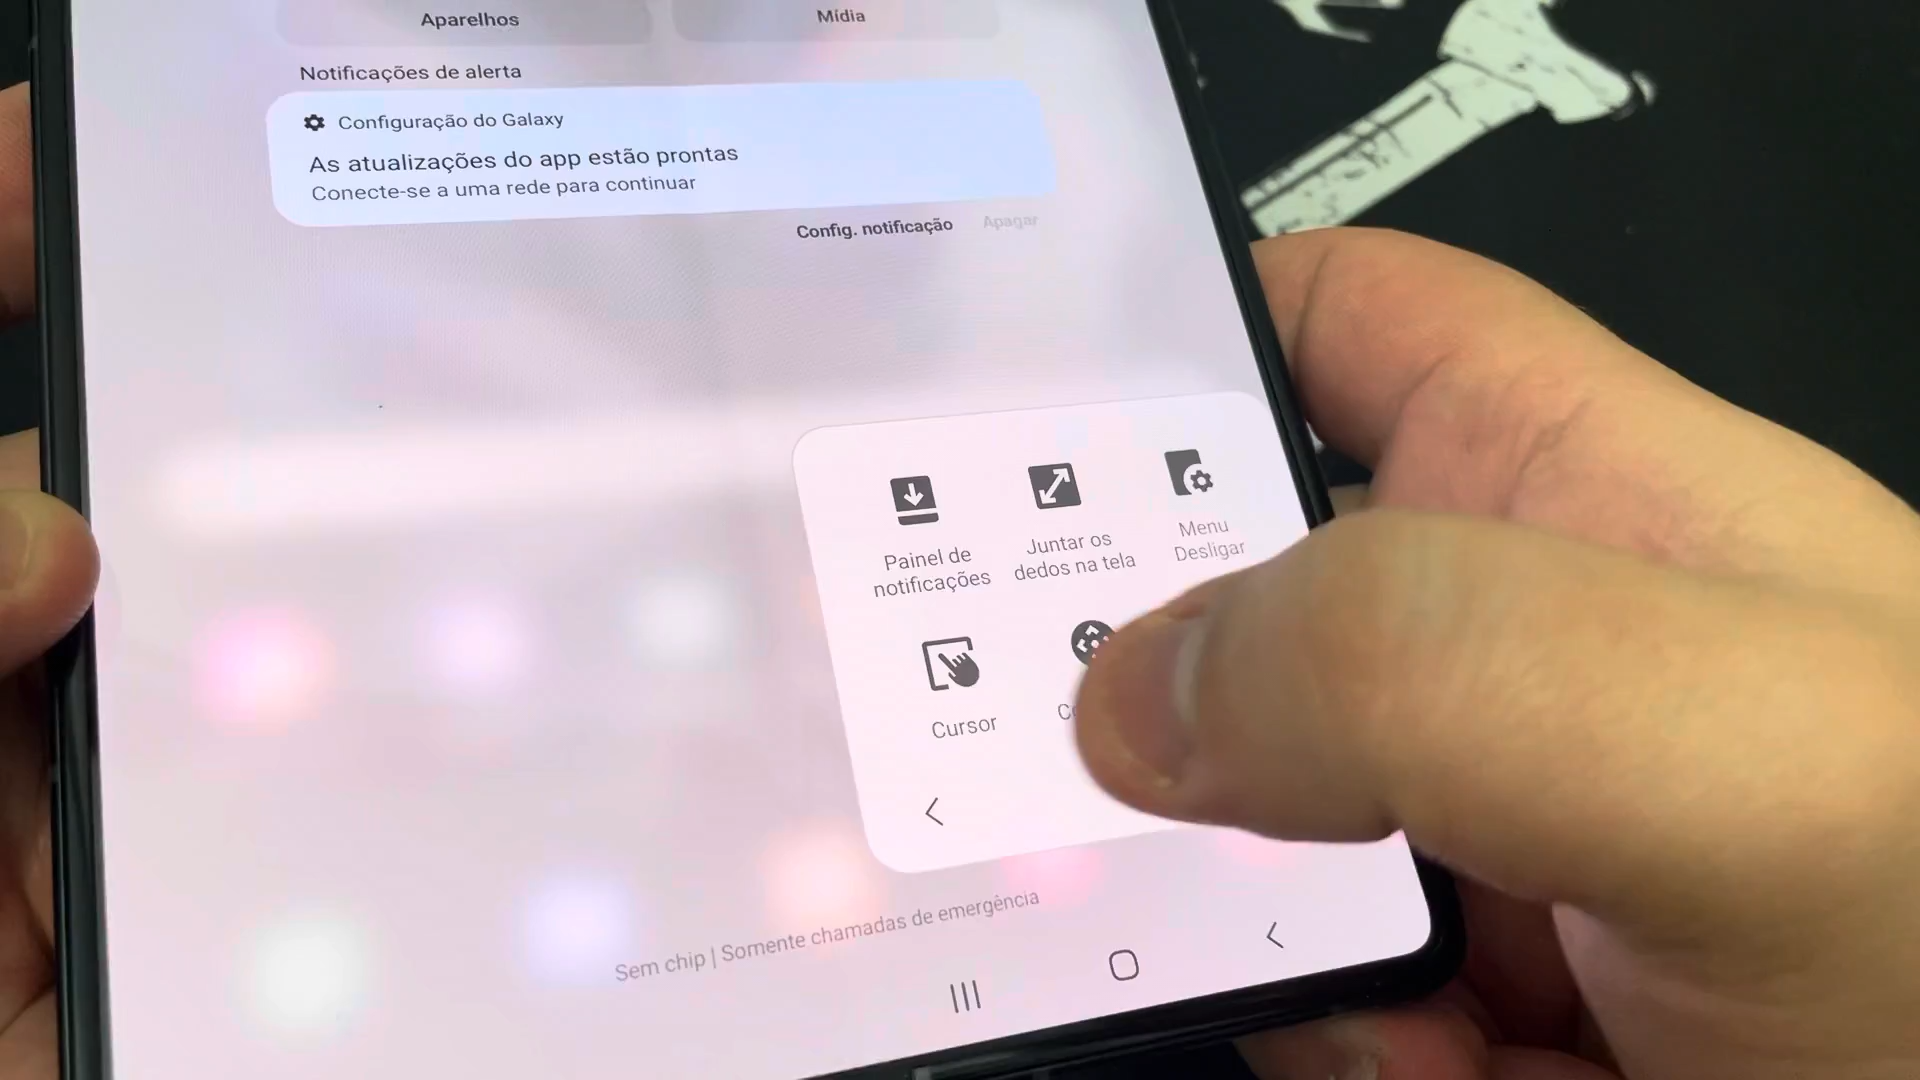 Aparelhos
Mídia
Notificações de alerta
Configuração do Galaxy
As atualizações do app estão prontas
Conecte-se a uma rede para continuar
Config. notificação
Apagar
Painel de
notificações
Juntar os
dedos na tela
Menu
Desligar
Cursor
Sem chip | Somente chamadas de emergência